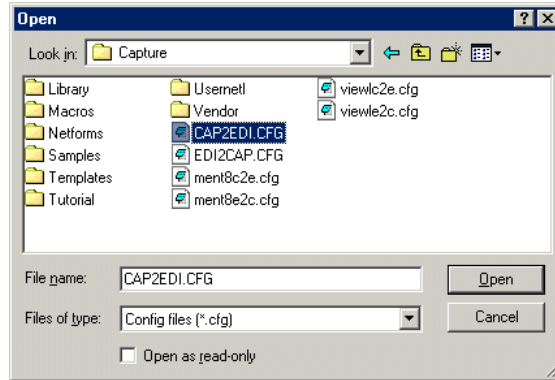 Open
Look in: Capture
Library
Macros
Netforms
Samples
Templates
Tutorial
Usernetl
Vendor
CAP2EDI.CFG
EDI2CAP.CFG
ment8c2e.cfg
ment8e2c.cfg
viewlc2e.cfg
viewle2c.cfg
File name: CAP2EDI.CFG Open
Files of type: Config files (*.cfg) Cancel
Open as read-only